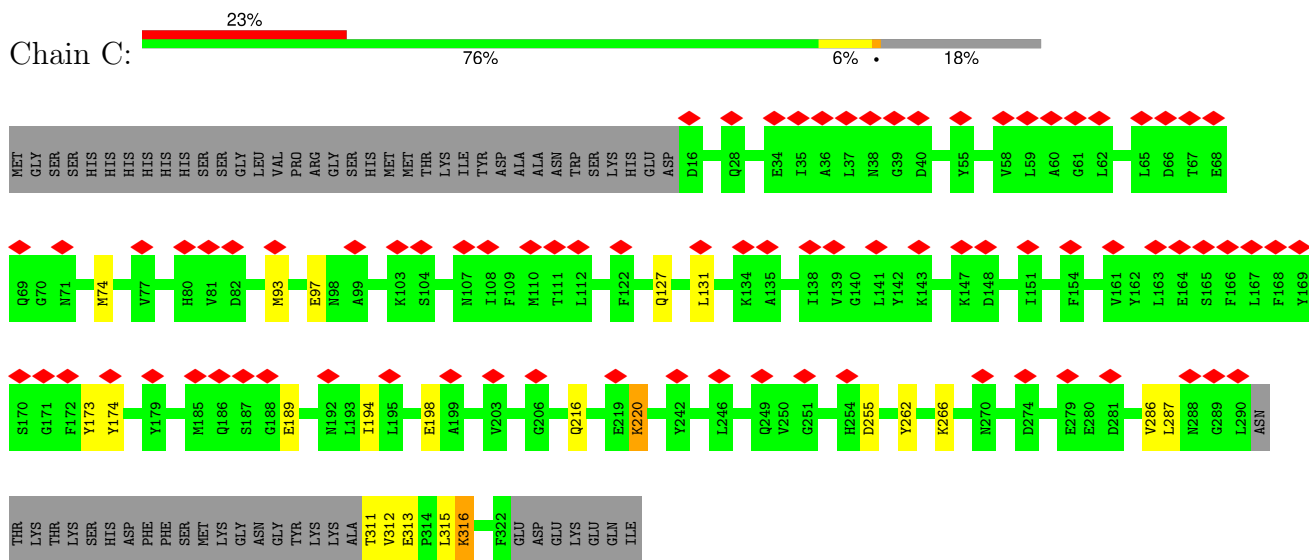 23%
Chain C:
76% 6% • 18%
MET GLY SER SER HIS HIS HIS HIS HIS HIS SER SER GLY LEU VAL PRO ARG GLY SER HIS MET MET THR LYS ILE TYR ASP ALA ALA ASN TRP SER LYS HIS GLU ASP D16 Q28 E34 I35 A36 L37 N38 G39 D40 Y55 V58 L59 A60 G61 L62 L65 D66 T67 E68
Q69 G70 N71 M74 V77 H80 V81 D82 M93 E97 N98 A99 K103 S104 N107 I108 F109 M110 T111 L112 F122 Q127 L131 K134 A135 I138 V139 G140 L141 Y142 K143 K147 D148 I151 F154 V161 Y162 L163 E164 S165 F166 L167 F168 Y169
S170 G171 F172 Y173 Y174 Y179 M185 Q186 S187 G188 E189 N192 L193 I194 L195 E198 A199 V203 G206 Q216 E219 K220 Y242 L246 Q249 V250 G251 H254 D255 Y262 K266 N270 D274 E279 E280 D281 V286 L287 N288 G289 L290 ASN
THR LYS THR LYS SER HIS ASP PHE PHE SER MET LYS GLY ASN GLY TYR LYS LYS ALA T311 V312 E313 P314 L315 K316 F322 GLU ASP GLU LYS GLU GLN ILE